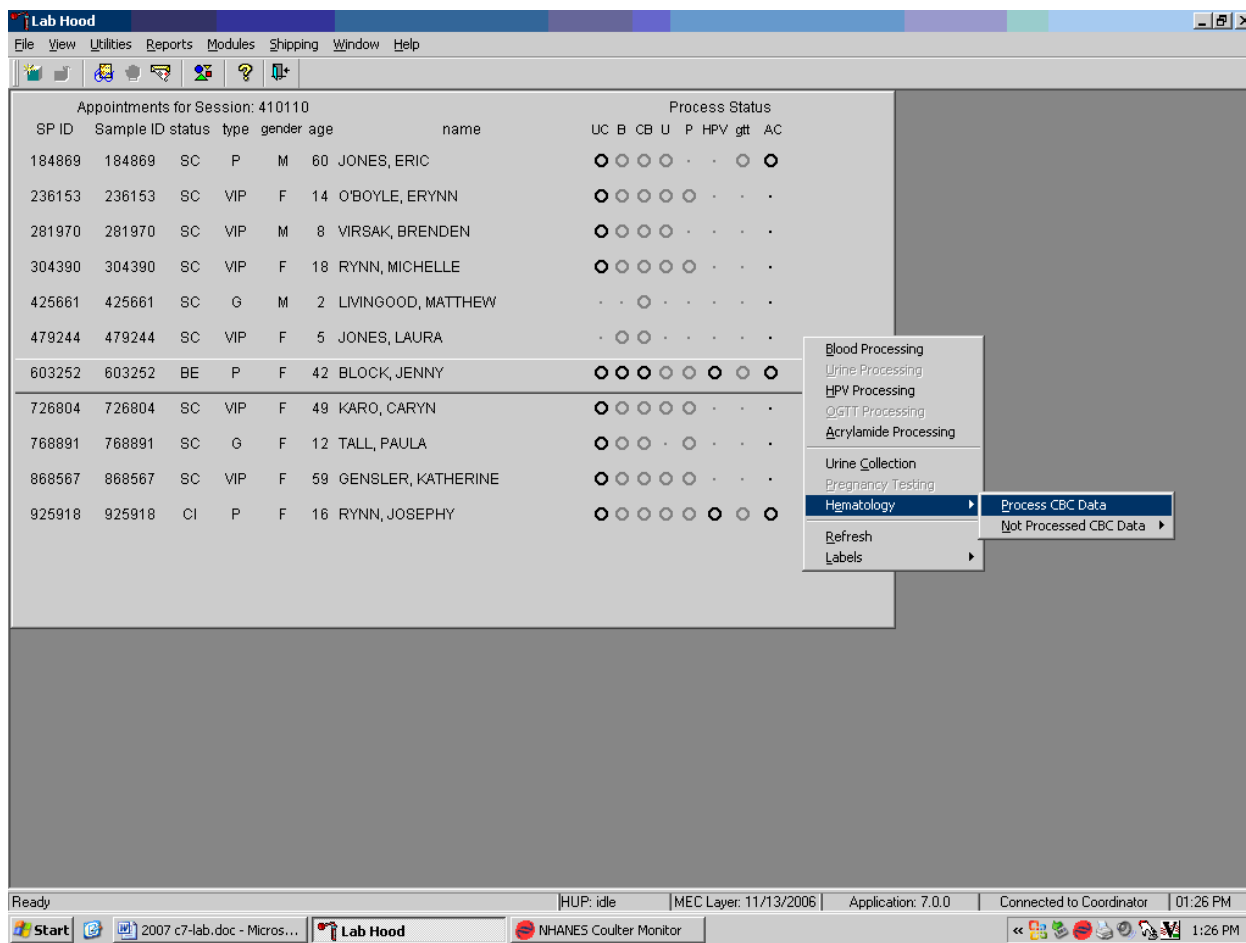 Lab Hood
File View Utilities Reports Modules Shipping Window Help
Appointments for Session: 410110 Process Status
SP ID Sample ID status type gender age name UC B CB U P HPV gtt AC
184869 184869 SC P M 60 JONES, ERIC
236153 236153 SC VIP F 14 O'BOYLE, ERYNN
281970 281970 SC VIP M 8 VIRSAK, BRENDEN
304390 304390 SC VIP F 18 RYNN, MICHELLE
425661 425661 SC G M 2 LIVINGOOD, MATTHEW
479244 479244 SC VIP F 5 JONES, LAURA
603252 603252 BE P F 42 BLOCK, JENNY
726804 726804 SC VIP F 49 KARO, CARYN
768891 768891 SC G F 12 TALL, PAULA
868567 868567 SC VIP F 59 GENSLER, KATHERINE
925918 925918 CI P F 16 RYNN, JOSEPHY
Blood Processing
Urine Processing
HPV Processing
OGTT Processing
Acrylamide Processing
Urine Collection
Pregnancy Testing
Hematology
Refresh
Labels
Process CBC Data
Not Processed CBC Data
Ready HUP: idle MEC Layer: 11/13/2006 Application: 7.0.0 Connected to Coordinator 01:26 PM
Start 2007 c7-lab.doc - Micros... Lab Hood NHANES Coulter Monitor 1:26 PM